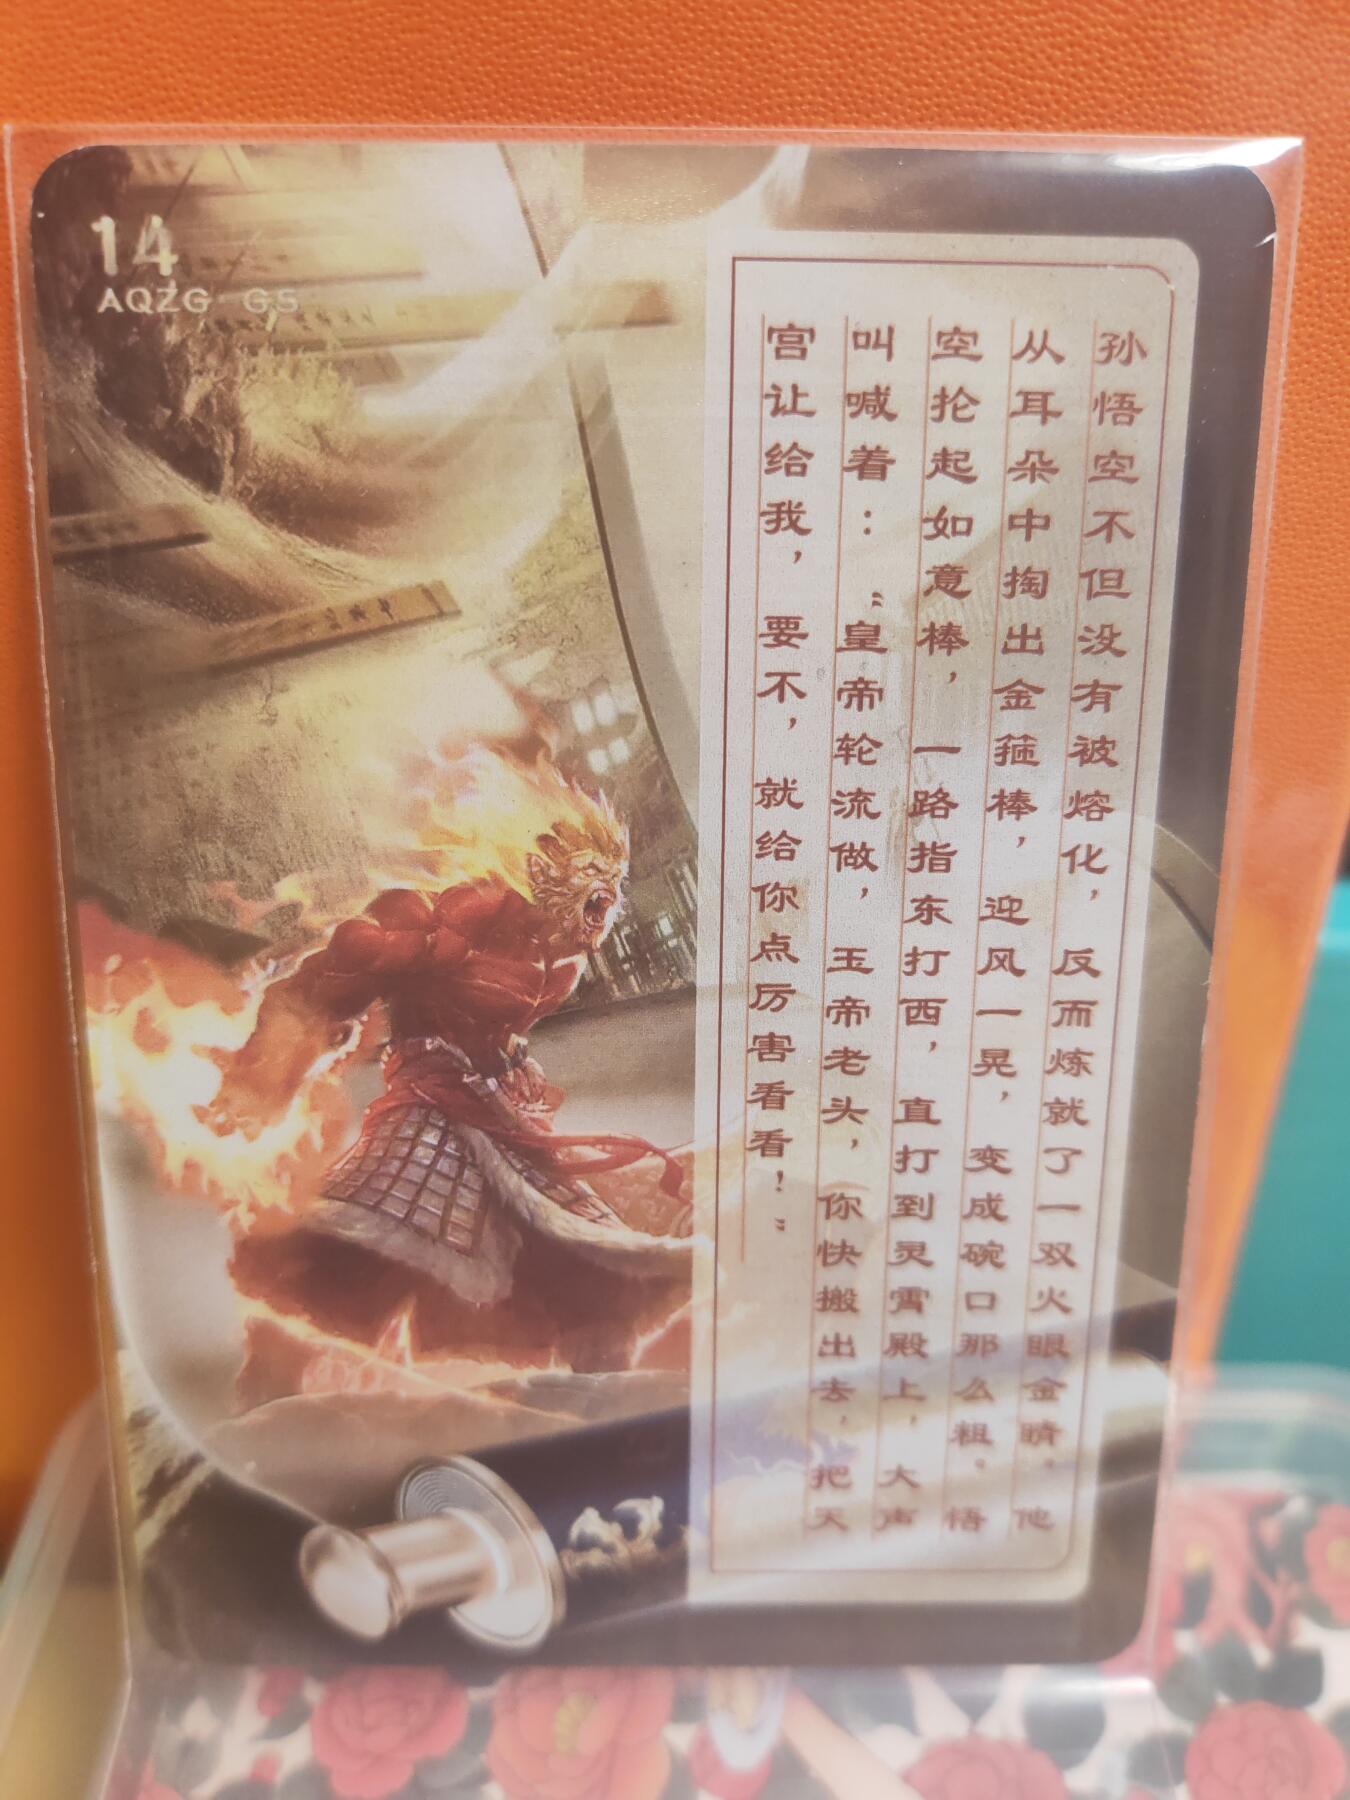 14
AQZG G5
孙悟空不但没有被熔化，反而炼就了一双火眼金睛。他
从耳朵中掏出金箍棒，迎风一晃，变成碗口那么粗。悟
空抡起如意棒，一路指东打西，直打到灵霄殿上，大声
叫喊着：“皇帝轮流做，玉帝老头，你快搬出去，把天
宫让给我，要不，就给你点厉害看看！”